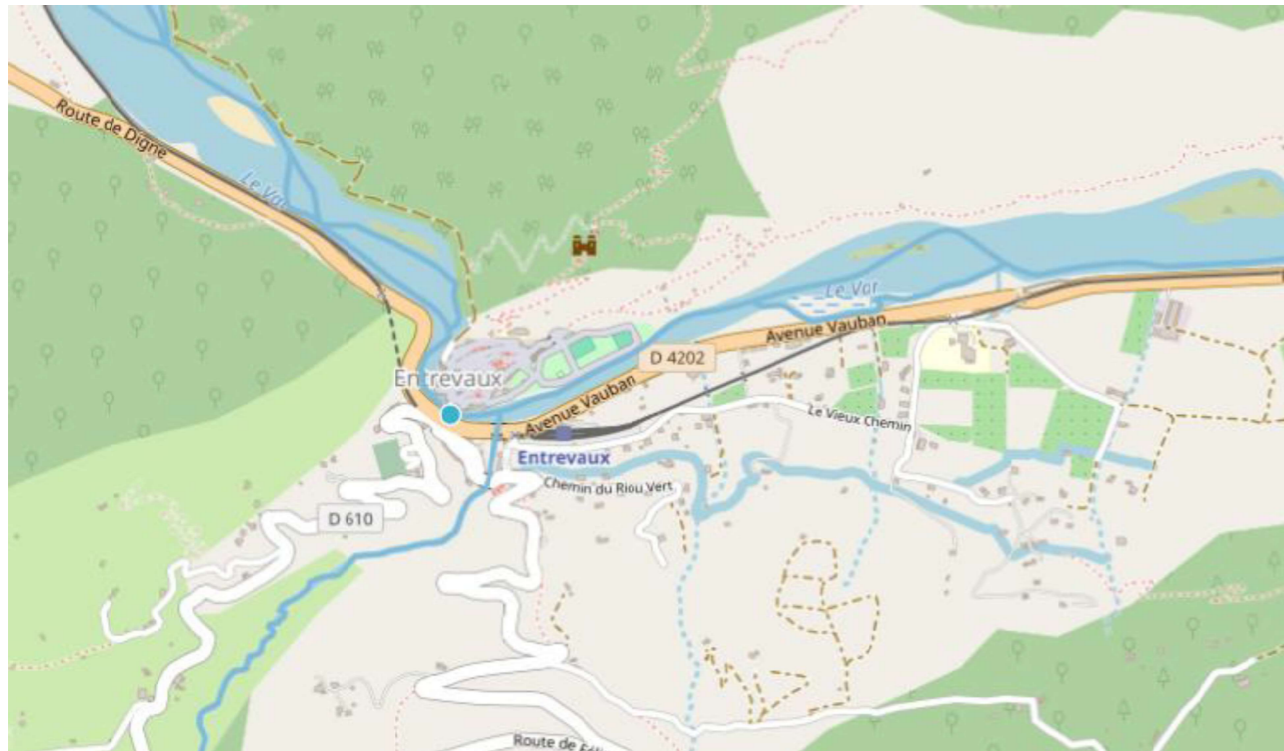 Route de Digne
Le Var
Le Var
Avenue Vauban
D 4202
Entrevaux
Avenue Vauban
Le Vieux Chemin
Entrevaux
Chemin du Riou Vert
D 610
Route de